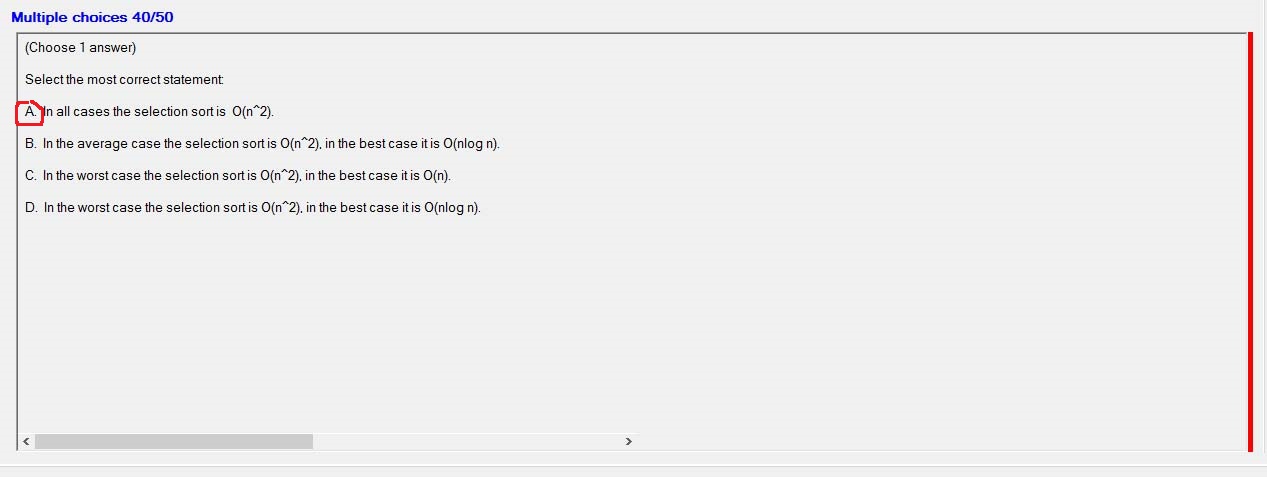 Multiple choices 40/50
(Choose 1 answer)
Select the most correct statement:
A. In all cases the selection sort is O(n^2).
B. In the average case the selection sort is O(n^2), in the best case it is O(nlog n).
C. In the worst case the selection sort is O(n^2), in the best case it is O(n).
D. In the worst case the selection sort is O(n^2), in the best case it is O(nlog n).